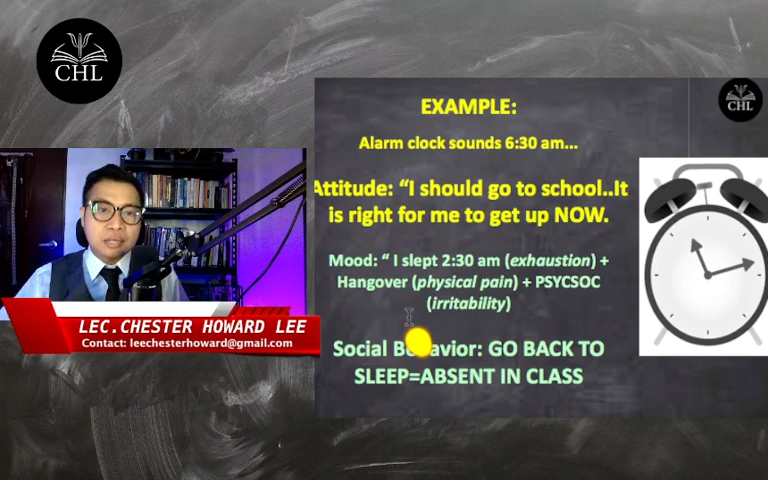 CHL
EXAMPLE:
CHL
Alarm clock sounds 6:30 am...
Attitude: “I should go to school..It
is right for me to get up NOW.
Mood: “ I slept 2:30 am (exhaustion) +
Hangover (physical pain) + PSYCSOC
(irritability)
Social Behavior: GO BACK TO
SLEEP=ABSENT IN CLASS
LEC.CHESTER HOWARD LEE
Contact: leechesterhoward@gmail.com